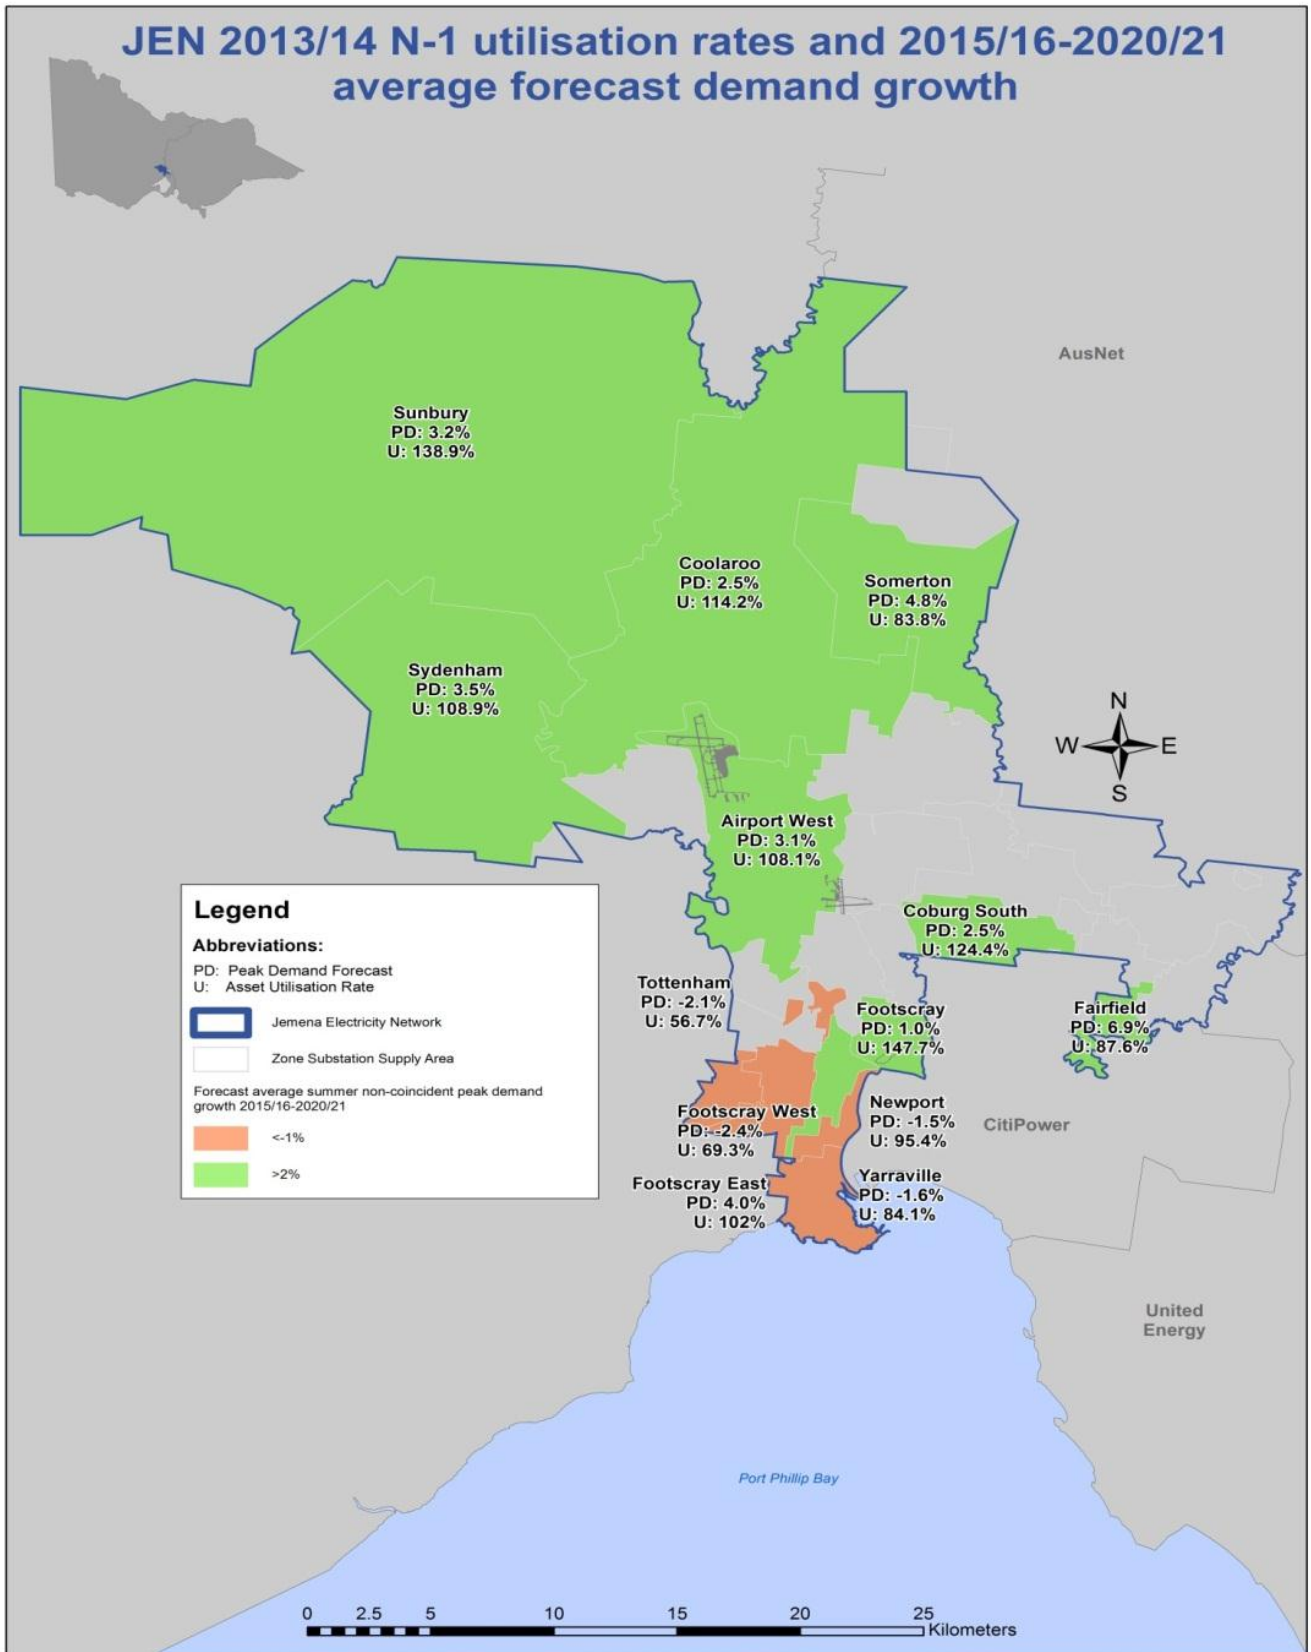 JEN 2013/14 N-1 utilisation rates and 2015/16-2020/21
average forecast demand growth
AusNet
Sunbury
PD: 3.2%
U: 138.9%
Coolaroo
PD: 2.5%
U: 114.2%
Somerton
PD: 4.8%
U: 83.8%
Sydenham
PD: 3.5%
U: 108.9%
N
W
E
S
Airport West
PD: 3.1%
U: 108.1%
Legend
Abbreviations:
PD: Peak Demand Forecast
U: Asset Utilisation Rate
Jemena Electricity Network
Zone Substation Supply Area
Forecast average summer non-coincident peak demand
growth 2015/16-2020/21
<-1%
>2%
Coburg South
PD: 2.5%
U: 124.4%
Tottenham
PD: -2.1%
U: 56.7%
Footscray
PD: 1.0%
U: 147.7%
Fairfield
PD: 6.9%
U: 87.6%
Footscray West
PD: -2.4%
U: 69.3%
Newport
PD: -1.5%
U: 95.4%
CitiPower
Footscray East
PD: 4.0%
U: 102%
Yarraville
PD: -1.6%
U: 84.1%
United
Energy
Port Phillip Bay
0 2.5 5 10 15 20 25
Kilometers